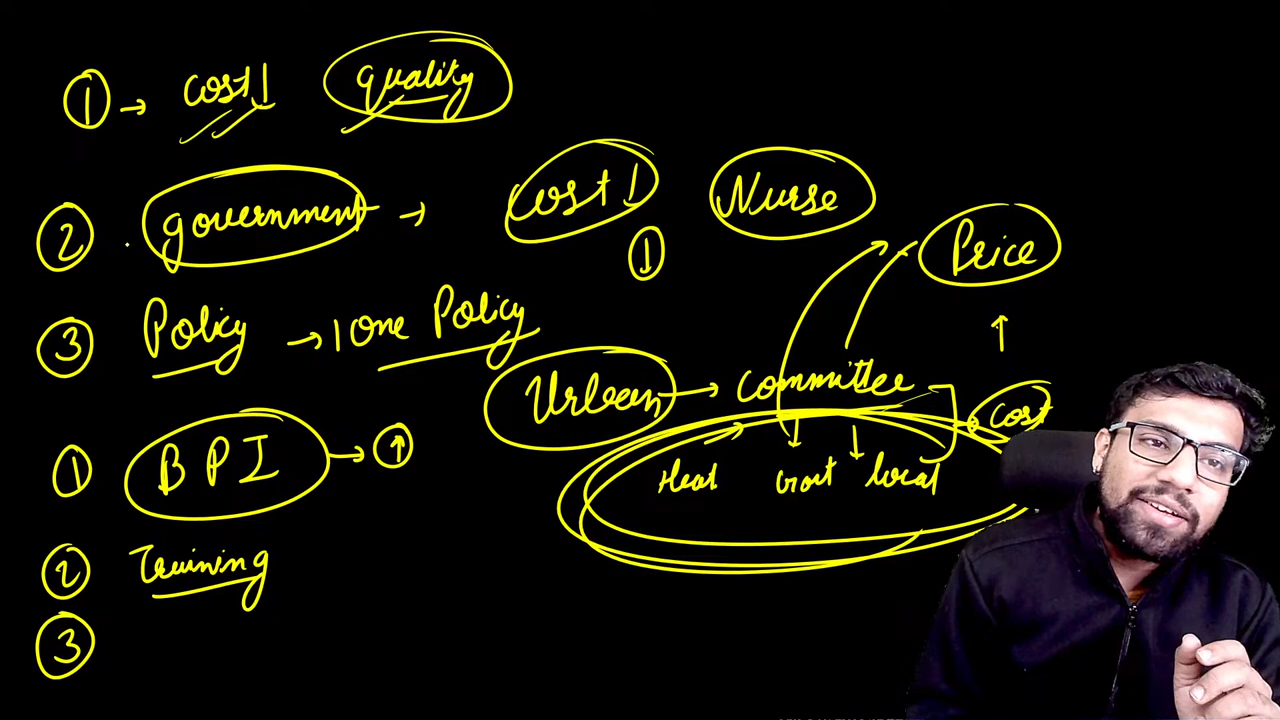 ① → cost↓ quality
② government → cost↓ Nurse
① Price
③ Policy → 1 One Policy ↑
Urban → committee cost
① BPI → ↑
Heat Govt local
② Training
③